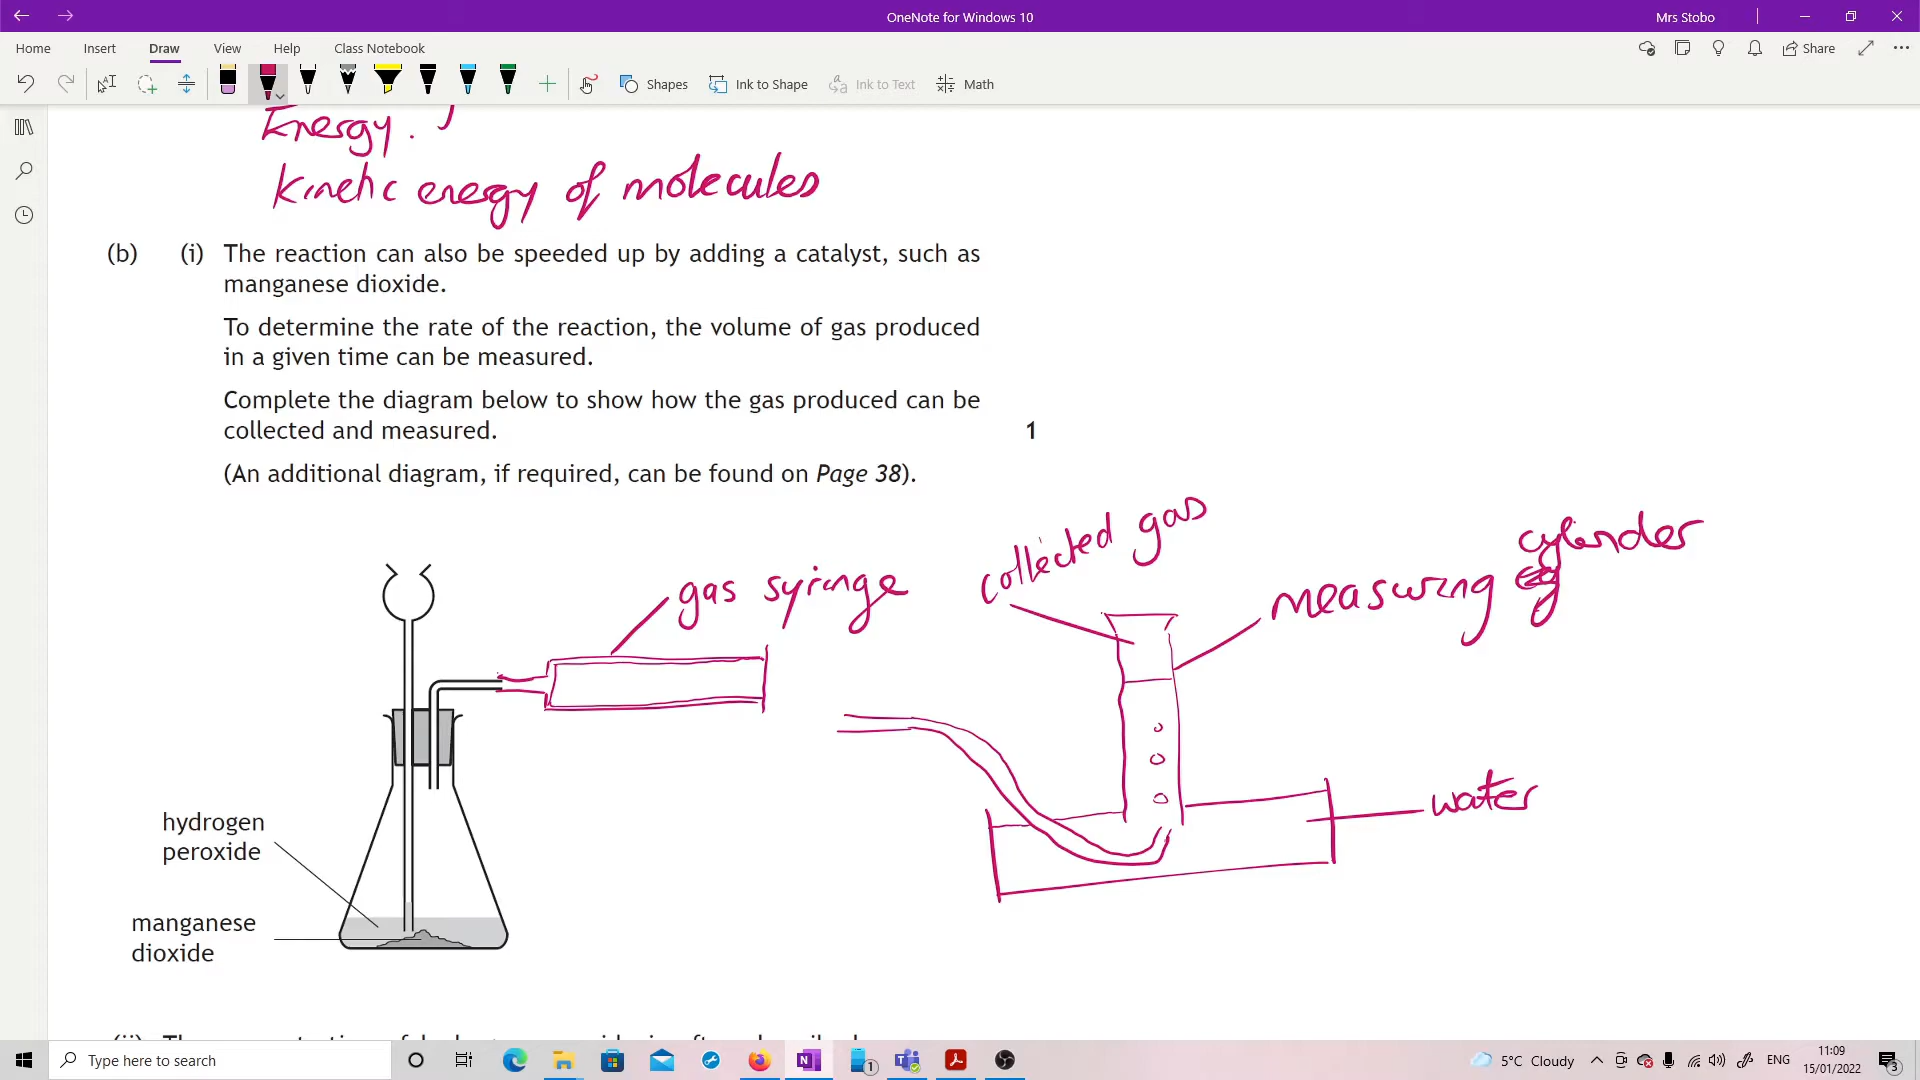 OneNote for Windows 10
Mrs Stobo
Home Insert Draw View Help Class Notebook
Share
Shapes Ink to Shape Ink to Text Math
Energy.
Kinetic energy of molecules
(b) (i) The reaction can also be speeded up by adding a catalyst, such as
manganese dioxide.
To determine the rate of the reaction, the volume of gas produced
in a given time can be measured.
Complete the diagram below to show how the gas produced can be
collected and measured.
1
(An additional diagram, if required, can be found on Page 38).
collected gas
cylinder
gas syringe
measuring
water
hydrogen
peroxide
manganese
dioxide
Type here to search
1
5°C Cloudy
ENG
11:09
15/01/2022
3